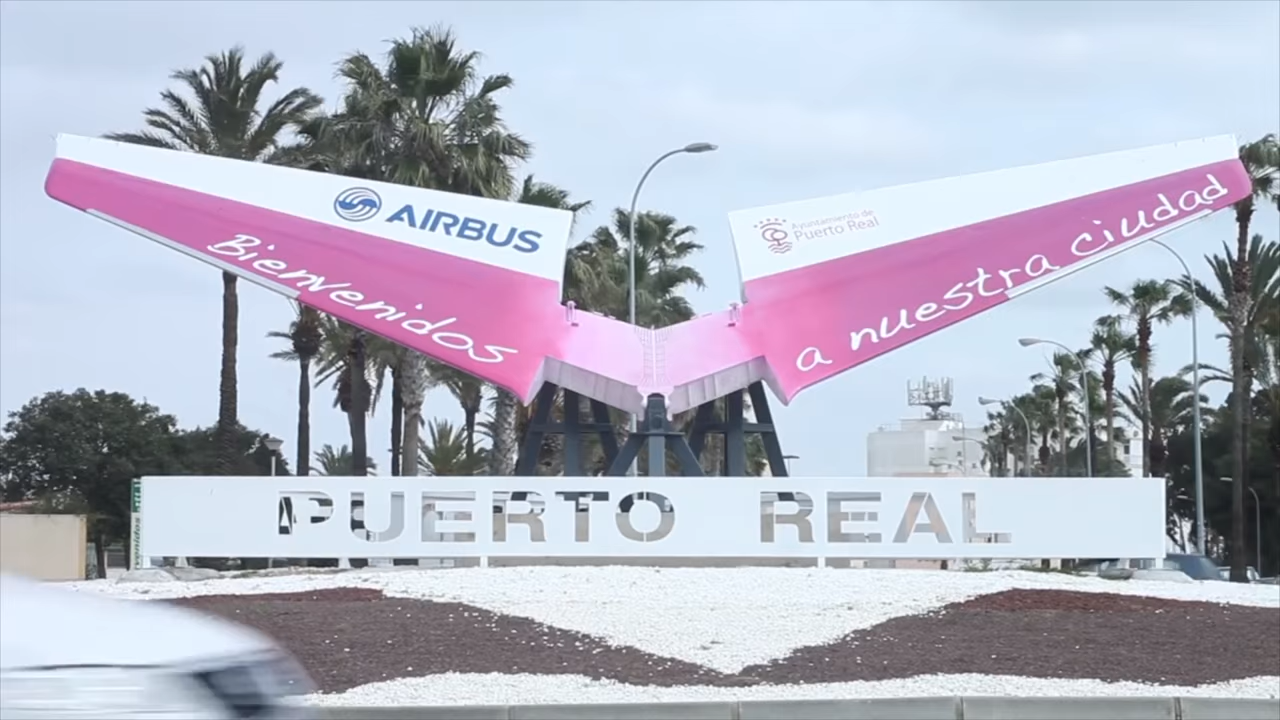 AIRBUS
Bienvenidos
Ayuntamiento de
Puerto Real
a nuestra ciudad
PUERTO REAL